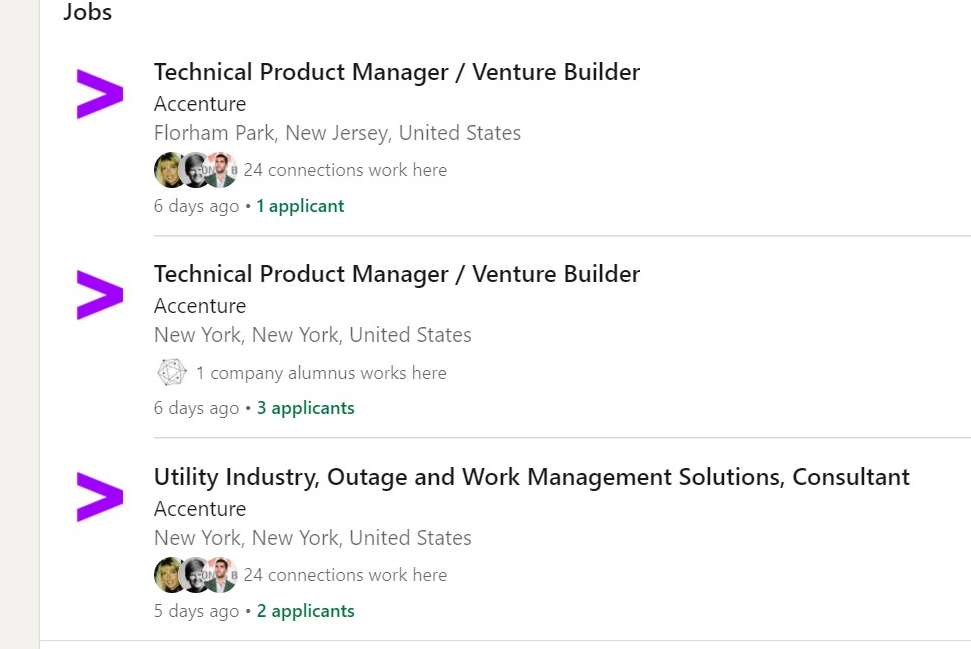 Jobs
Technical Product Manager / Venture Builder
Accenture
Florham Park, New Jersey, United States
24 connections work here
6 days ago • 1 applicant
Technical Product Manager / Venture Builder
Accenture
New York, New York, United States
1 company alumnus works here
6 days ago • 3 applicants
Utility Industry, Outage and Work Management Solutions, Consultant
Accenture
New York, New York, United States
24 connections work here
5 days ago • 2 applicants